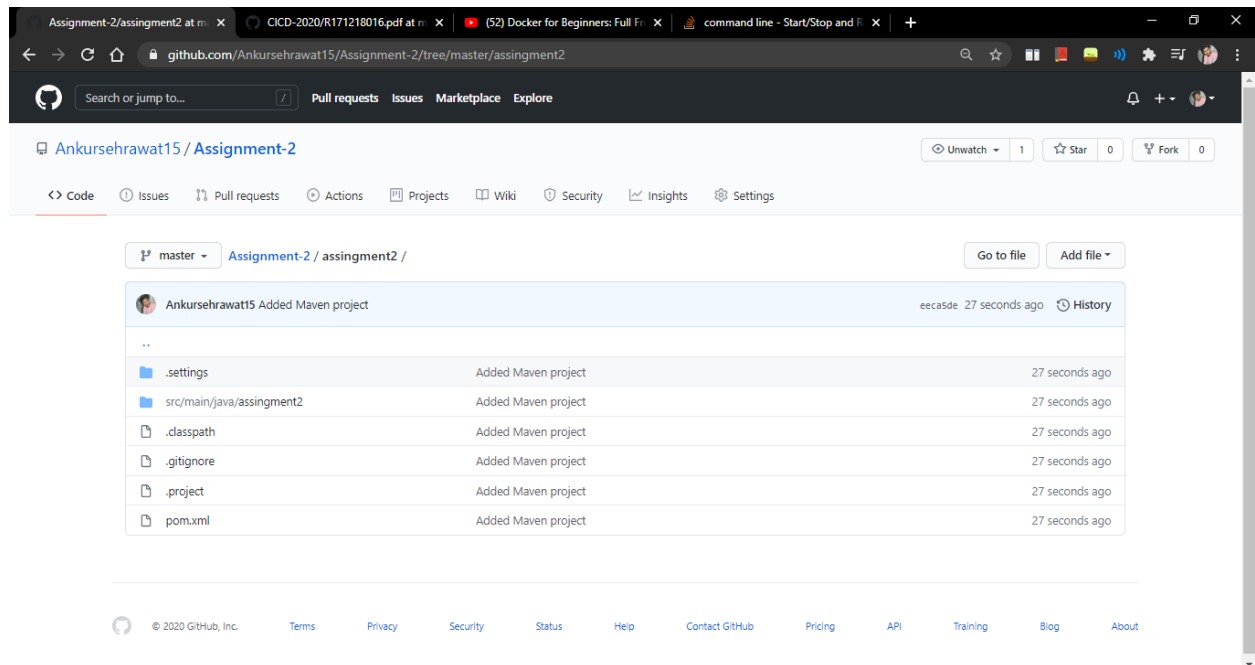 Assignment-2/assingment2 at m
CICD-2020/R171218016.pdf at m
(52) Docker for Beginners: Full Fr
command line - Start/Stop and R
github.com/Ankursehrawat15/Assignment-2/tree/master/assingment2
Search or jump to... / Pull requests Issues Marketplace Explore
Ankursehrawat15 / Assignment-2 Unwatch 1 Star 0 Fork 0
Code Issues Pull requests Actions Projects Wiki Security Insights Settings
master Assignment-2 / assingment2 / Go to file Add file
Ankursehrawat15 Added Maven project eeca5de 27 seconds ago History
..
.settings Added Maven project 27 seconds ago
src/main/java/assingment2 Added Maven project 27 seconds ago
.classpath Added Maven project 27 seconds ago
.gitignore Added Maven project 27 seconds ago
.project Added Maven project 27 seconds ago
pom.xml Added Maven project 27 seconds ago
© 2020 GitHub, Inc. Terms Privacy Security Status Help Contact GitHub Pricing API Training Blog About